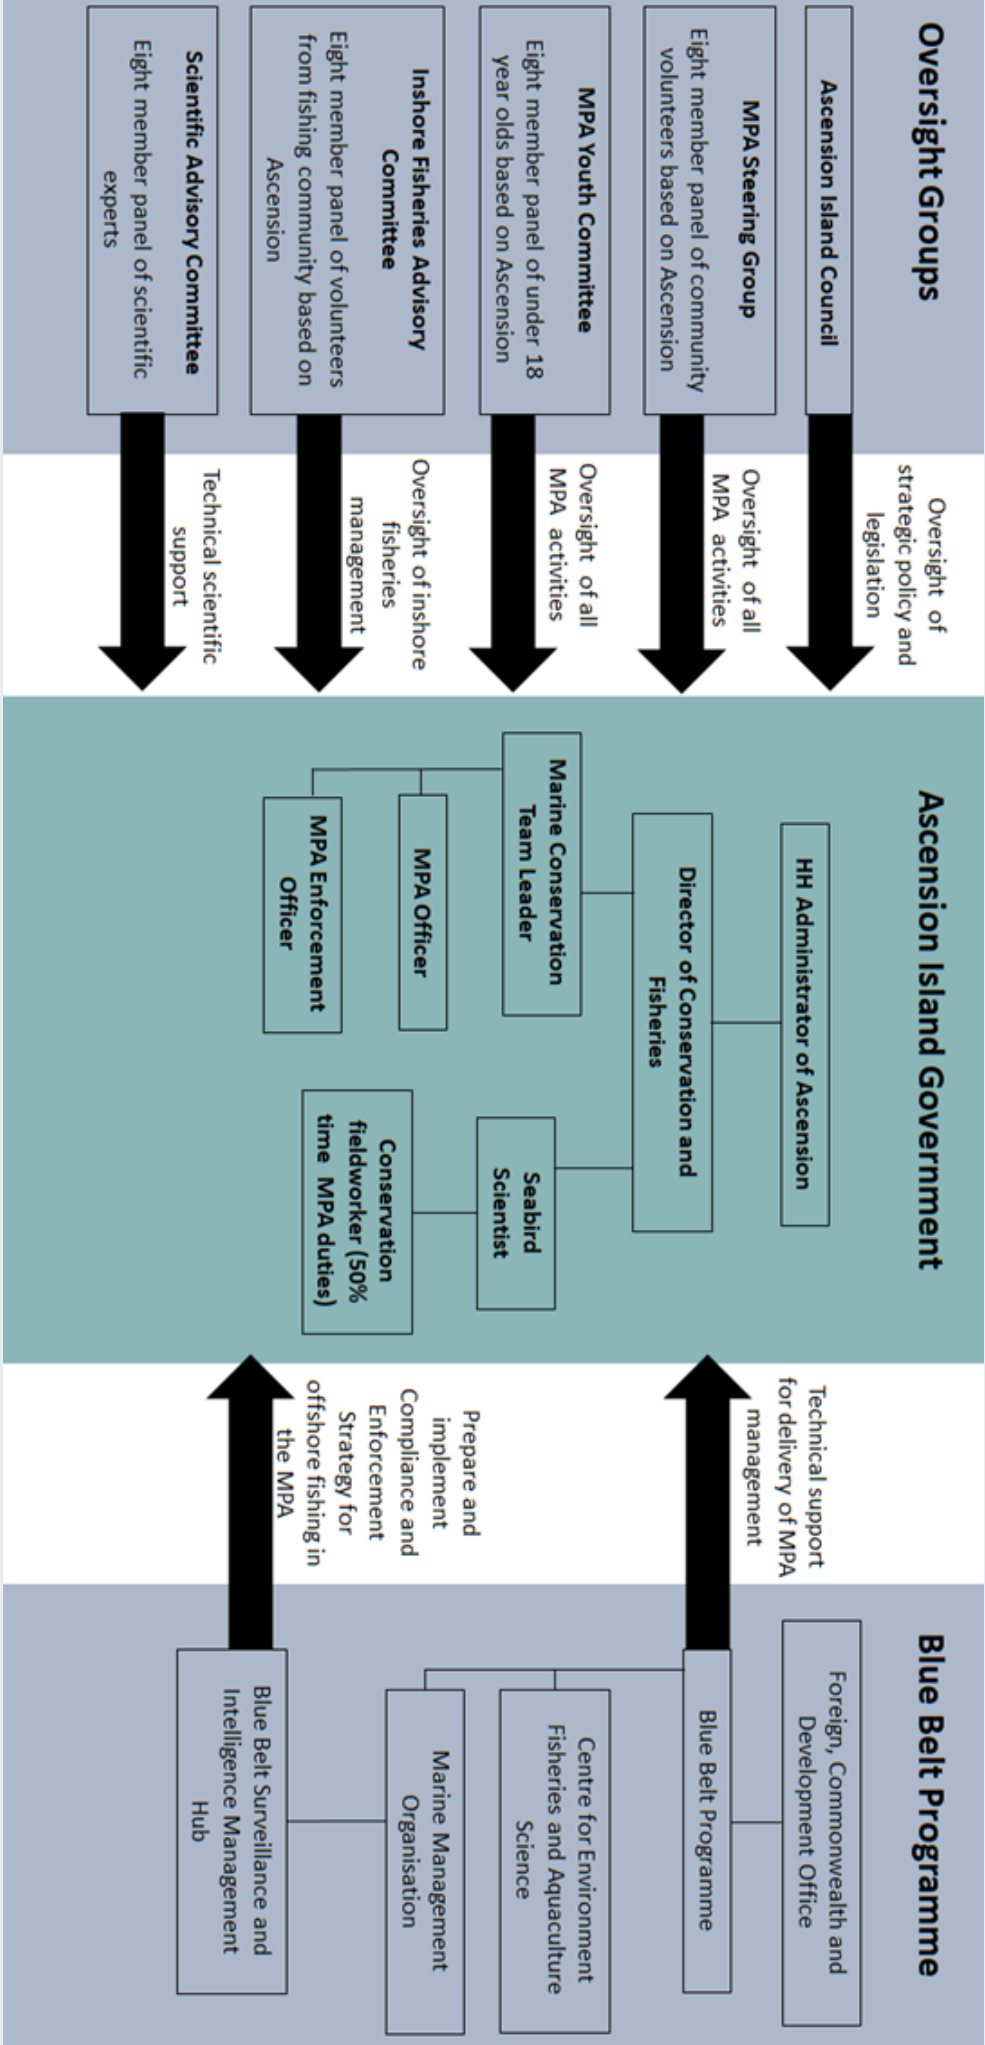 Oversight Groups
Ascension Island Council
MPA Steering Group
Eight member panel of community
volunteers based on Ascension
MPA Youth Committee
Eight member panel of under 18
year olds based on Ascension
Inshore Fisheries Advisory
Committee
Eight member panel of volunteers
from fishing community based on
Ascension
Scientific Advisory Committee
Eight member panel of scientific
experts
Oversight of
strategic policy and
legislation
Oversight of all
MPA activities
Oversight of all
MPA activities
Oversight of inshore
fisheries
management
Technical scientific
support
Ascension Island Government
HH Administrator of Ascension
Director of Conservation and
Fisheries
Marine Conservation
Team Leader
MPA Officer
MPA Enforcement
Officer
Seabird
Scientist
Conservation
fieldworker (50%
time MPA duties)
Technical support
for delivery of MPA
management
Prepare and
implement
Compliance and
Enforcement
Strategy for
offshore fishing in
the MPA
Blue Belt Programme
Foreign, Commonwealth and
Development Office
Blue Belt Programme
Centre for Environment
Fisheries and Aquaculture
Science
Marine Management
Organisation
Blue Belt Surveillance and
Intelligence Management
Hub